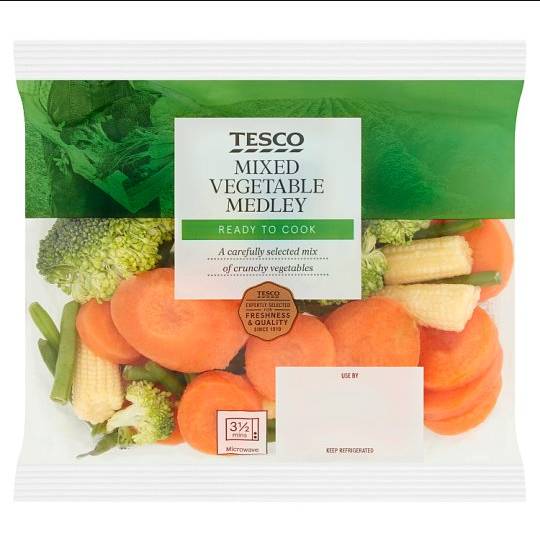 TESCO
MIXED
VEGETABLE
MEDLEY
READY TO COOK
A carefully selected mix
of crunchy vegetables
TESCO
EXPERTLY SELECTED
FOR
FRESHNESS
& QUALITY
SINCE 1919
USE BY
3½
mins
Microwave
KEEP REFRIGERATED